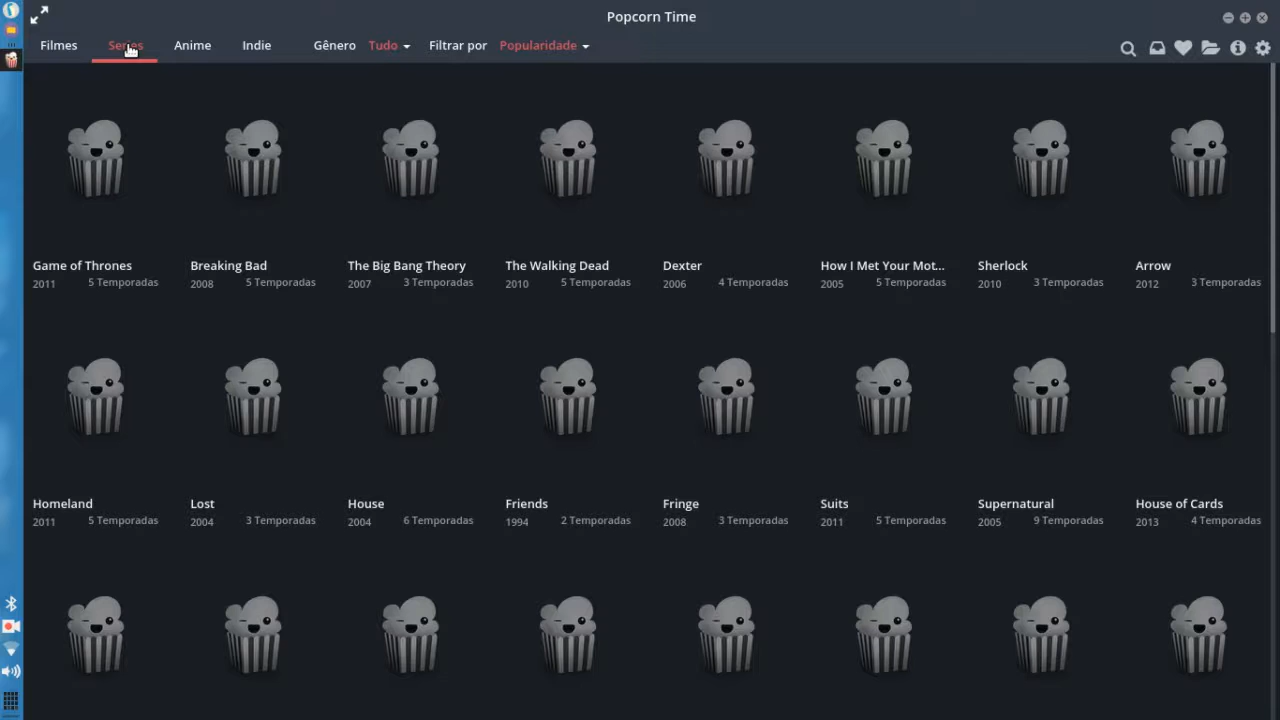 Popcorn Time
Filmes Series Anime Indie Gênero Tudo Filtrar por Popularidade
Game of Thrones Breaking Bad The Big Bang Theory The Walking Dead Dexter How I Met Your Mot... Sherlock Arrow
2011 5 Temporadas 2008 5 Temporadas 2007 3 Temporadas 2010 5 Temporadas 2006 4 Temporadas 2005 5 Temporadas 2010 3 Temporadas 2012 3 Temporadas
Homeland Lost House Friends Fringe Suits Supernatural House of Cards
2011 5 Temporadas 2004 3 Temporadas 2004 6 Temporadas 1994 2 Temporadas 2008 3 Temporadas 2011 5 Temporadas 2005 9 Temporadas 2013 4 Temporadas